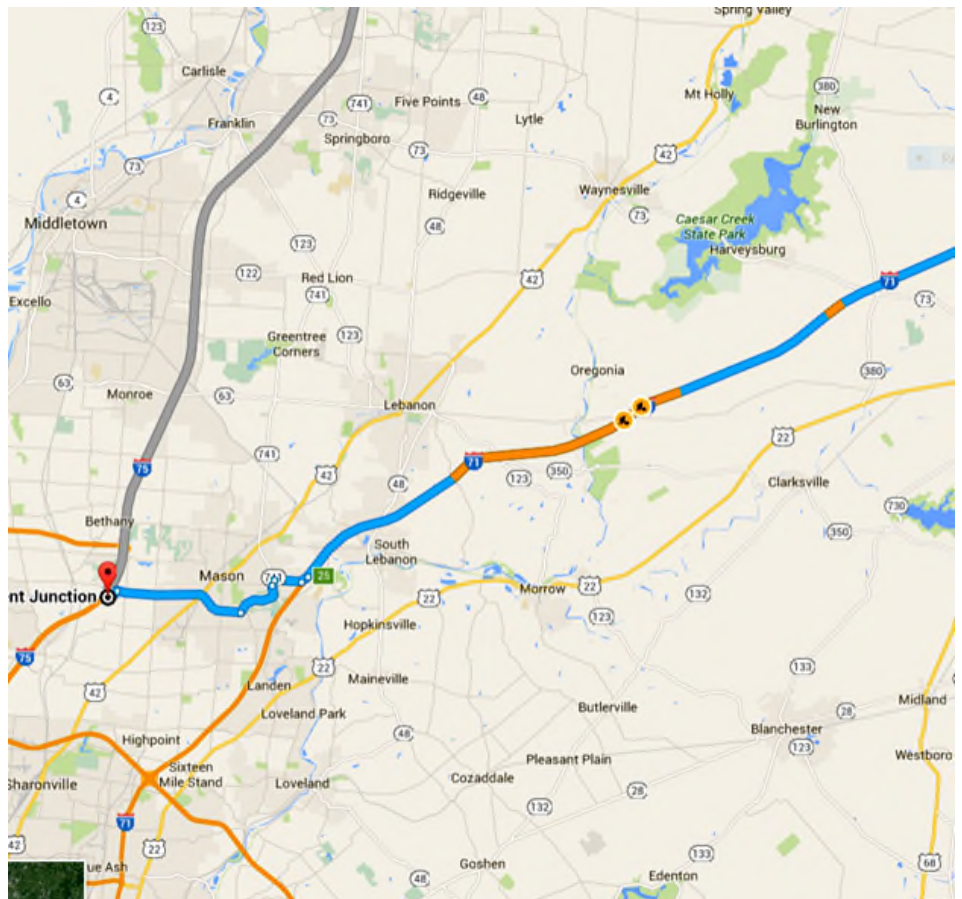 Spring Valley
123
Carlisle
380
Mt Holly
4
741
Five Points
48
New
Burlington
Franklin
73
Lytle
Springboro
73
42
73
Waynesville
4
Ridgeville
73
Middletown
48
Caesar Creek
State Park
Harveysburg
123
122
Red Lion
42
71
Excello
741
73
Greentree
Corners
123
Oregonia
63
380
Monroe
63
Lebanon
22
741
71
75
42
48
123
350
Clarksville
132
730
Bethany
350
South
Lebanon
Mason
741
25
22
Morrow
22
ent Junction
Hopkinsville
75
22
133
42
Landen
Maineville
Midland
Loveland Park
Butlerville
28
Highpoint
48
Blanchester
123
Pleasant Plain
Westboro
Sixteen
Mile Stand
Sharonville
Loveland
Cozaddale
28
132
71
42
22
133
68
ue Ash
Goshen
48
Edenton